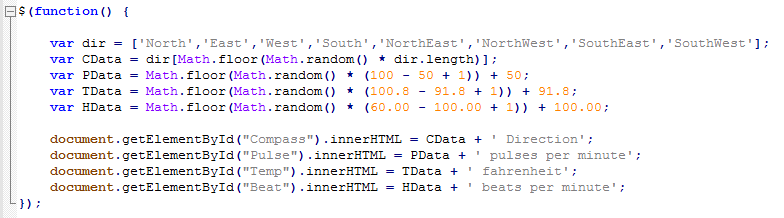 $(function() {
var dir = ['North','East','West','South','NorthEast','NorthWest','SouthEast','SouthWest'];
var CData = dir[Math.floor(Math.random() * dir.length)];
var PData = Math.floor(Math.random() * (100 - 50 + 1)) + 50;
var TData = Math.floor(Math.random() * (100.8 - 91.8 + 1)) + 91.8;
var HData = Math.floor(Math.random() * (60.00 - 100.00 + 1)) + 100.00;
document.getElementById("Compass").innerHTML = CData + ' Direction';
document.getElementById("Pulse").innerHTML = PData + ' pulses per minute';
document.getElementById("Temp").innerHTML = TData + ' fahrenheit';
document.getElementById("Beat").innerHTML = HData + ' beats per minute';
});